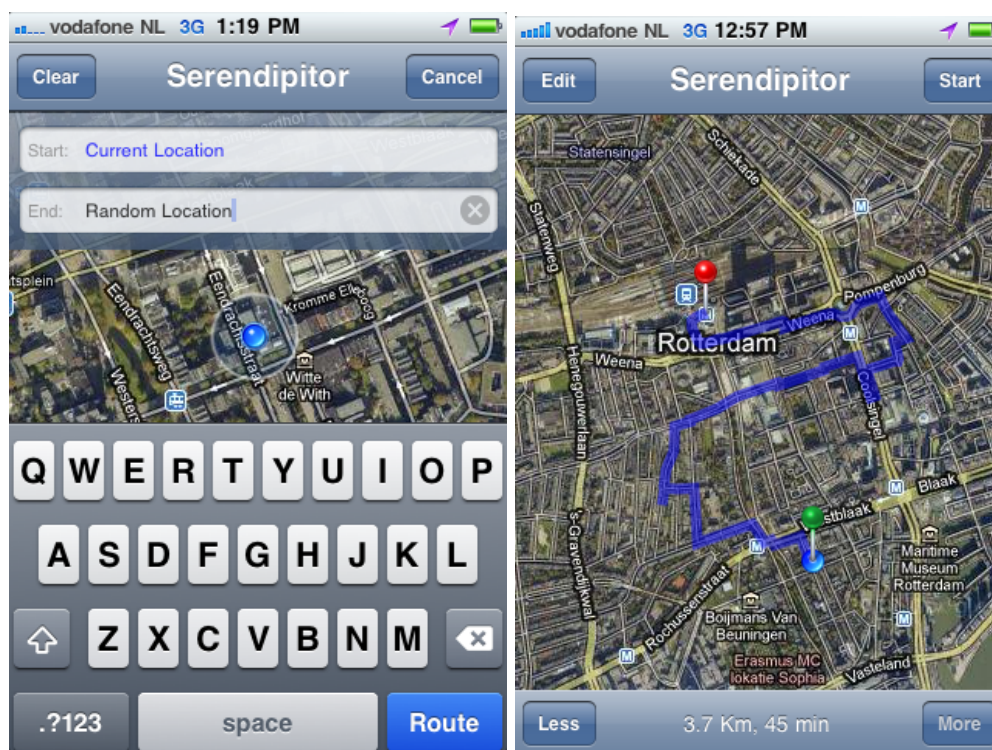 vodafone NL 3G 1:19 PM
Clear Serendipitor Cancel
Start: Current Location
End: Random Location
tsplein
Eendrachtsweg
Eendrachtsstraat
Kromme Elleboog
Westers
Witte
de With
Q W E R T Y U I O P
A S D F G H J K L
Z X C V B N M
.?123 space Route
vodafone NL 3G 12:57 PM
Edit Serendipitor Start
Statensingel
Schiekade
Statenweg
M
Pompenburg
Weena
M
Rotterdam
M
Weena
Henegouwerlaan
Coolsingel
M
Blaak
stblaak
s-Gravendijkwal
M
Maritime
Museum
Rotterdam
Rochussenstraat
Boijmans Van
Beuningen
M
M
Erasmus MC
lokatie Sophia
Vasteland
Less 3.7 Km, 45 min More